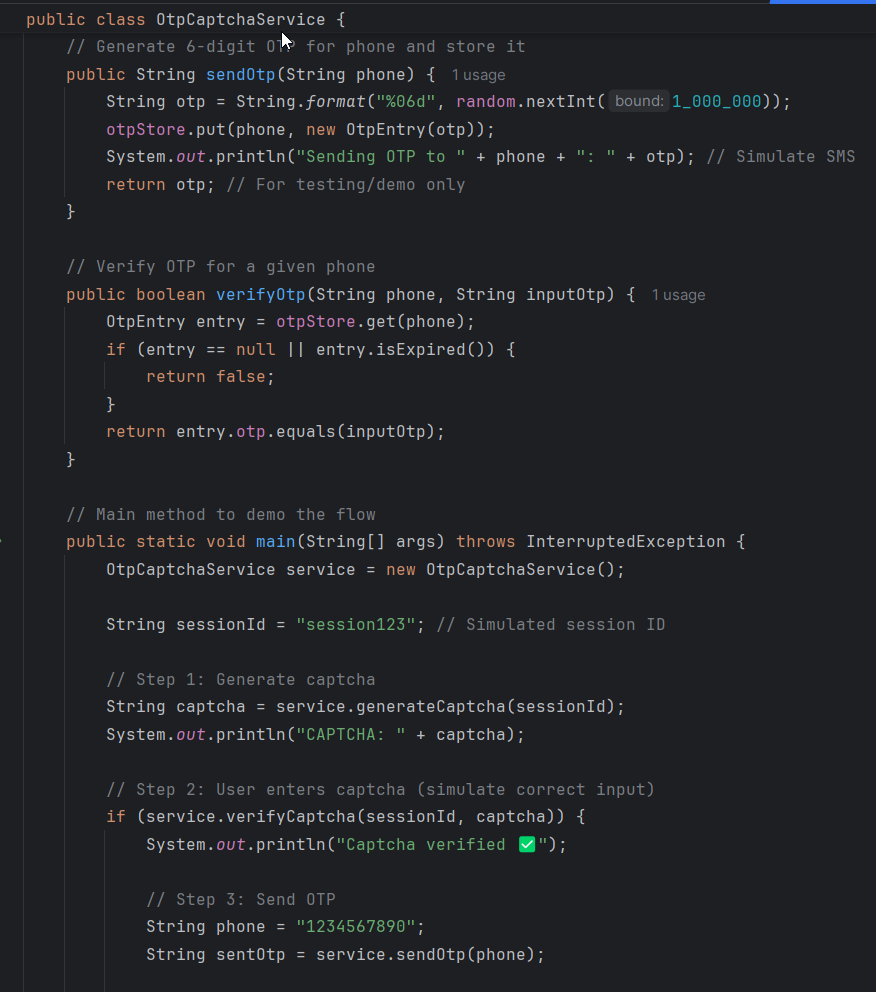 public class OtpCaptchaService {
// Generate 6-digit OTP for phone and store it
public String sendOtp(String phone) { 1 usage
String otp = String.format("%06d", random.nextInt( bound: 1_000_000));
otpStore.put(phone, new OtpEntry(otp));
System.out.println("Sending OTP to " + phone + ": " + otp); // Simulate SMS
return otp; // For testing/demo only
}
// Verify OTP for a given phone
public boolean verifyOtp(String phone, String inputOtp) { 1 usage
OtpEntry entry = otpStore.get(phone);
if (entry == null || entry.isExpired()) {
return false;
}
return entry.otp.equals(inputOtp);
}
// Main method to demo the flow
public static void main(String[] args) throws InterruptedException {
OtpCaptchaService service = new OtpCaptchaService();
String sessionId = "session123"; // Simulated session ID
// Step 1: Generate captcha
String captcha = service.generateCaptcha(sessionId);
System.out.println("CAPTCHA: " + captcha);
// Step 2: User enters captcha (simulate correct input)
if (service.verifyCaptcha(sessionId, captcha)) {
System.out.println("Captcha verified ✅");
// Step 3: Send OTP
String phone = "1234567890";
String sentOtp = service.sendOtp(phone);